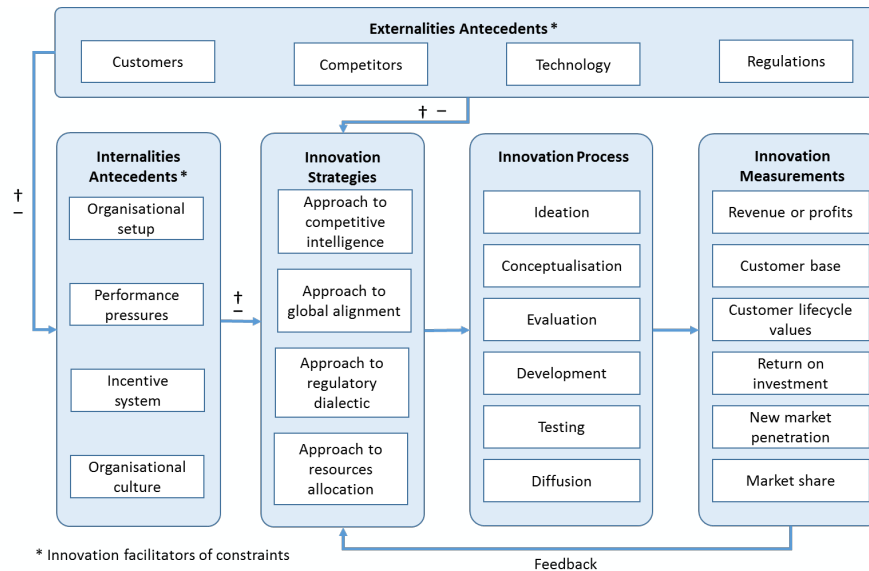 Externalities Antecedents *
Customers
Competitors
Technology
Regulations
† –
†
–
Internalities
Antecedents *
Organisational
setup
Performance
pressures
Incentive
system
Organisational
culture
†
–
Innovation
Strategies
Approach to
competitive
intelligence
Approach to
global alignment
Approach to
regulatory
dialectic
Approach to
resources
allocation
Innovation Process
Ideation
Conceptualisation
Evaluation
Development
Testing
Diffusion
Innovation
Measurements
Revenue or profits
Customer base
Customer lifecycle
values
Return on
investment
New market
penetration
Market share
* Innovation facilitators of constraints
Feedback